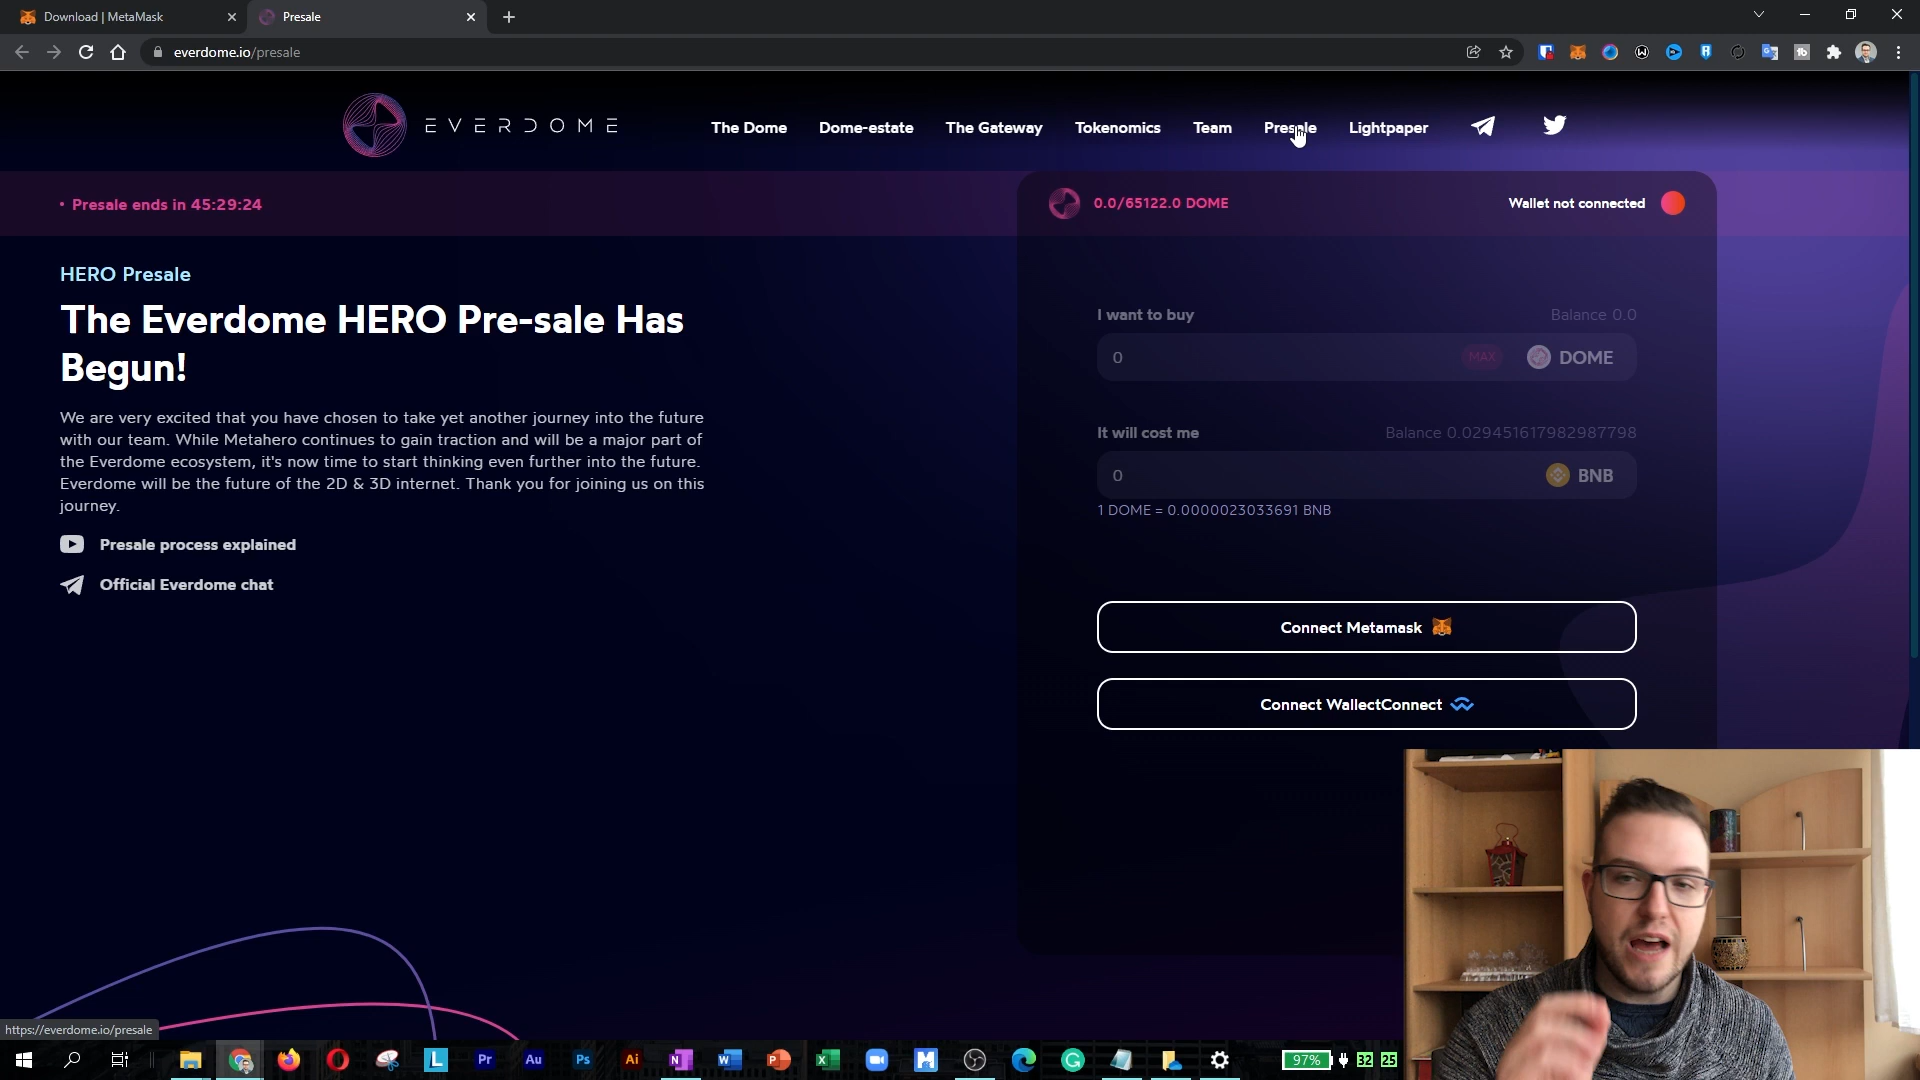 Download | MetaMask
Presale
everdome.io/presale
EVERDOME
The Dome
Dome-estate
The Gateway
Tokenomics
Team
Presale
Lightpaper
• Presale ends in 45:29:24
0.0/65122.0 DOME
Wallet not connected
HERO Presale
The Everdome HERO Pre-sale Has
Begun!
We are very excited that you have chosen to take yet another journey into the future
with our team. While Metahero continues to gain traction and will be a major part of
the Everdome ecosystem, it's now time to start thinking even further into the future.
Everdome will be the future of the 2D & 3D internet. Thank you for joining us on this
journey.
Presale process explained
Official Everdome chat
I want to buy
Balance 0.0
0
MAX
DOME
It will cost me
Balance 0.029451617982987798
0
BNB
1 DOME = 0.0000023033691 BNB
Connect Metamask
Connect WallectConnect
https://everdome.io/presale
L
Pr
Au
Ps
Ai
N
W
P
X
M
G
97%
32
25